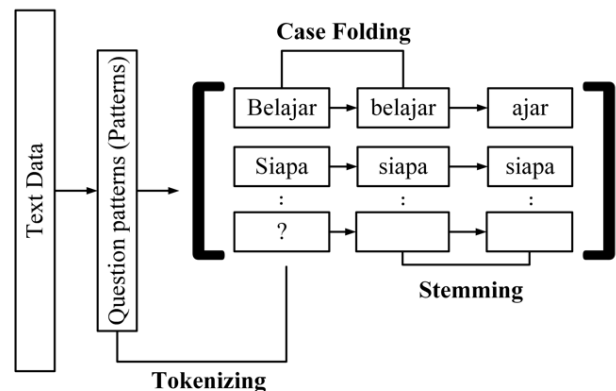 Case Folding
Text Data
Question patterns (Patterns)
Belajar
belajar
ajar
Siapa
siapa
siapa
:
:
:
?
Stemming
Tokenizing